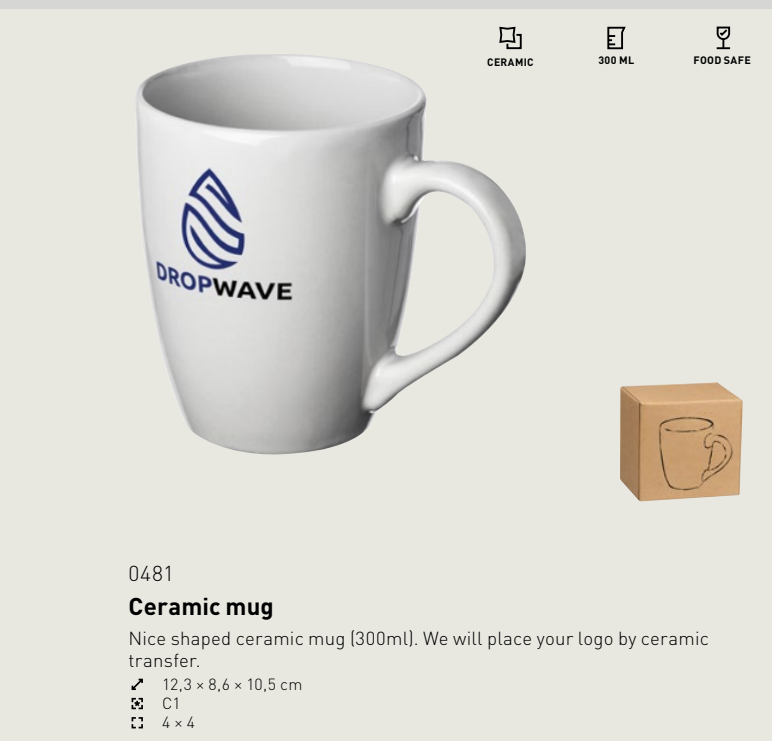 CERAMIC
300 ML
FOOD SAFE
DROPWAVE
0481
Ceramic mug
Nice shaped ceramic mug (300ml). We will place your logo by ceramic
transfer.
12,3 × 8,6 × 10,5 cm
C1
4 × 4